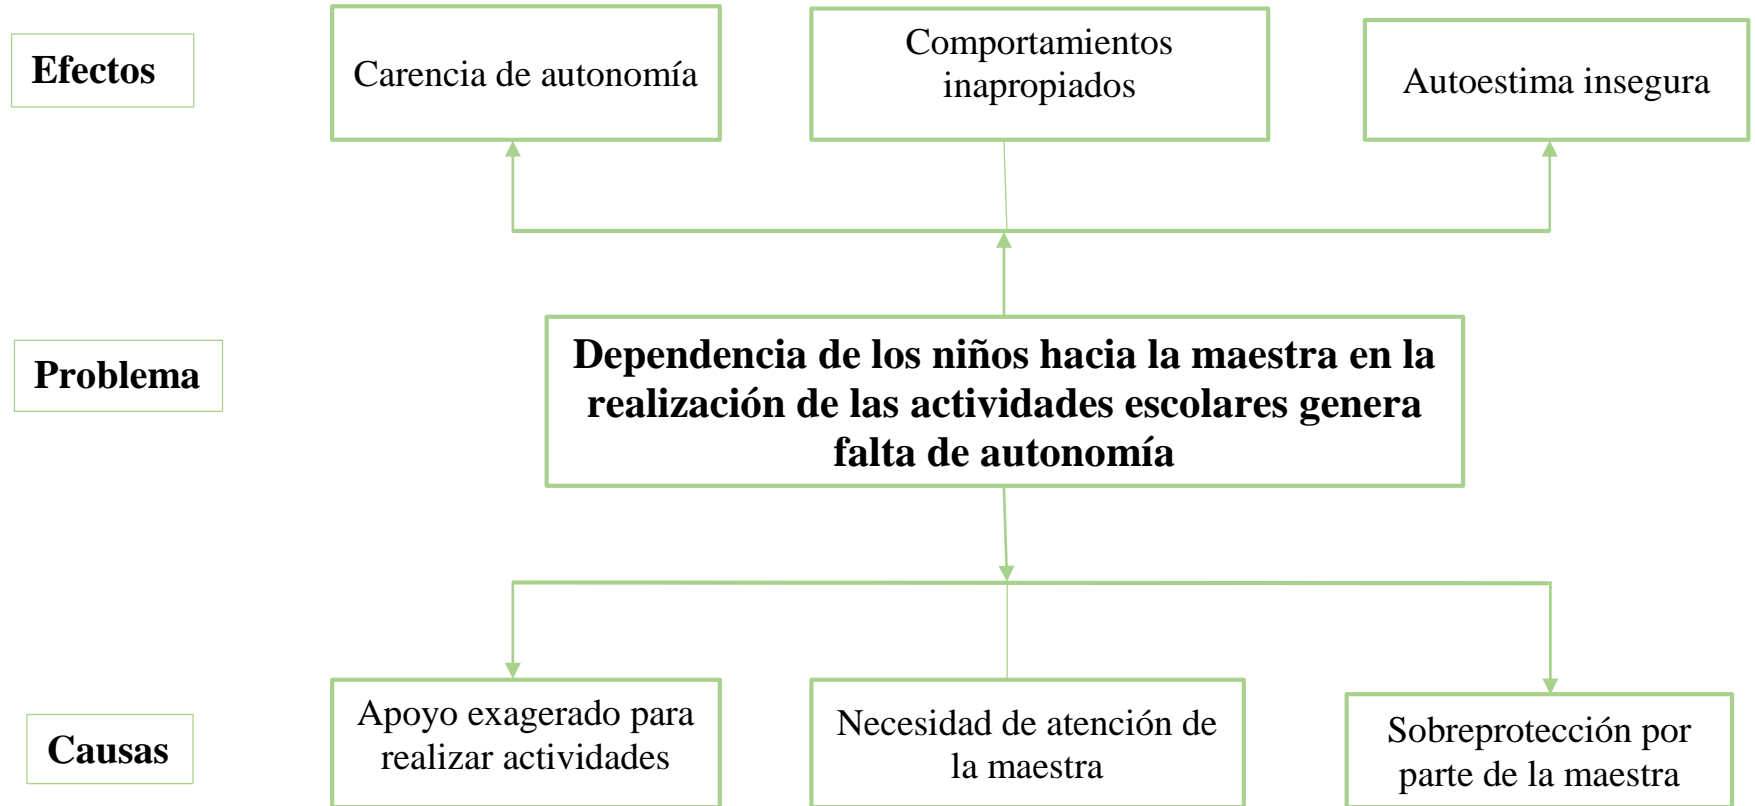 Efectos
Carencia de autonomía
Comportamientos
inapropiados
Autoestima insegura
Problema
Dependencia de los niños hacia la maestra en la
realización de las actividades escolares genera
falta de autonomía
Causas
Apoyo exagerado para
realizar actividades
Necesidad de atención de
la maestra
Sobreprotección por
parte de la maestra